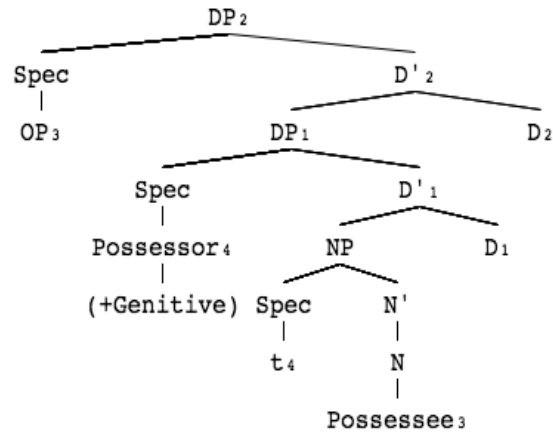 DP₂
Spec D'₂
OP₃ DP₁ D₂
Spec D'₁
Possessor₄ NP D₁
(+Genitive) Spec N'
t₄ N
Possessee₃